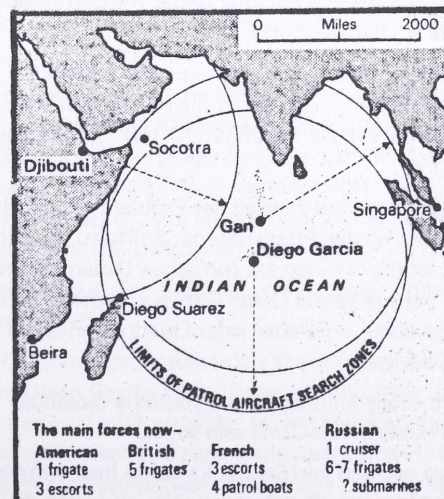 0 Miles 2000
Socotra
Djibouti
Singapore
Gan
Diego Garcia
INDIAN OCEAN
Diego Suarez
Beira
LIMITS OF PATROL AIRCRAFT SEARCH ZONES
The main forces now—
American
1 frigate
3 escorts
British
5 frigates
French
3 escorts
4 patrol boats
Russian
1 cruiser
6-7 frigates
? submarines